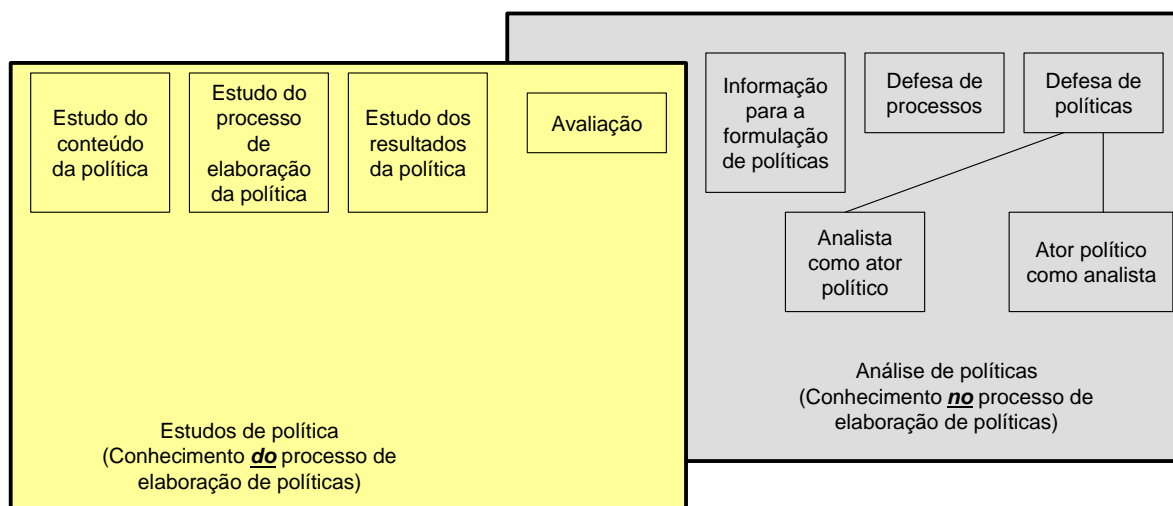 Estudo do
conteúdo
da política
Estudo do
processo
de
elaboração
da política
Estudo dos
resultados
da política
Avaliação
Informação
para a
formulação
de políticas
Defesa de
processos
Defesa de
políticas
Analista
como ator
político
Ator político
como analista
Análise de políticas
(Conhecimento no processo de
elaboração de políticas)
Estudos de política
(Conhecimento do processo de
elaboração de políticas)